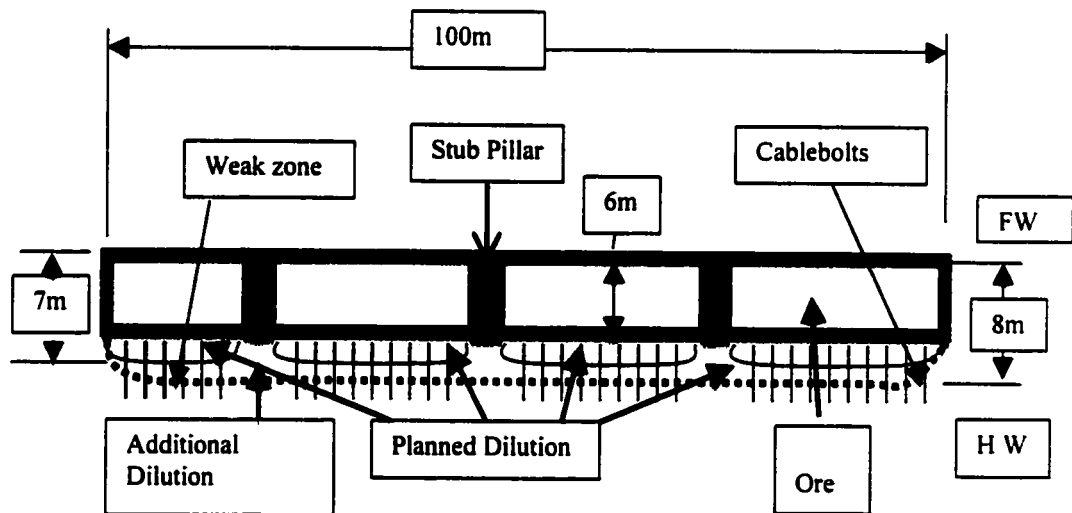 100m
Stub Pillar
Cablebolts
Weak zone
6m
FW
7m
8m
Additional
Dilution
Planned Dilution
Ore
H W